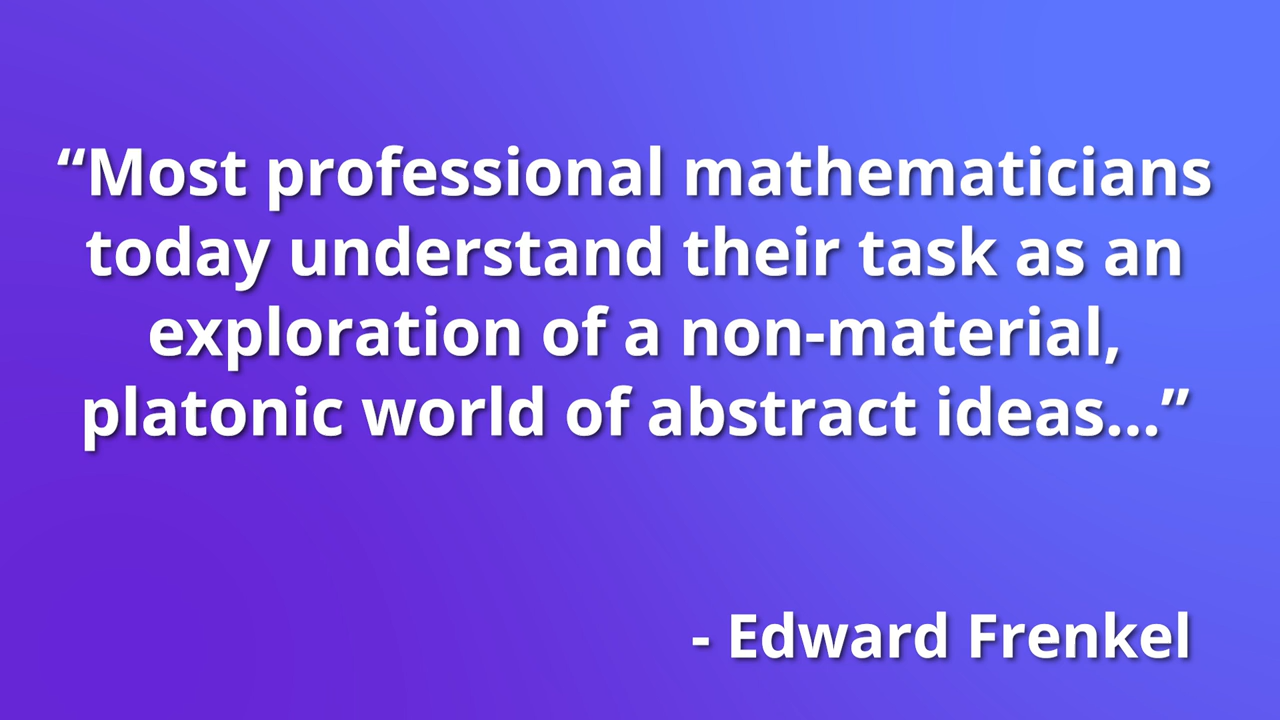 “Most professional mathematicians
today understand their task as an
exploration of a non-material,
platonic world of abstract ideas...”
- Edward Frenkel